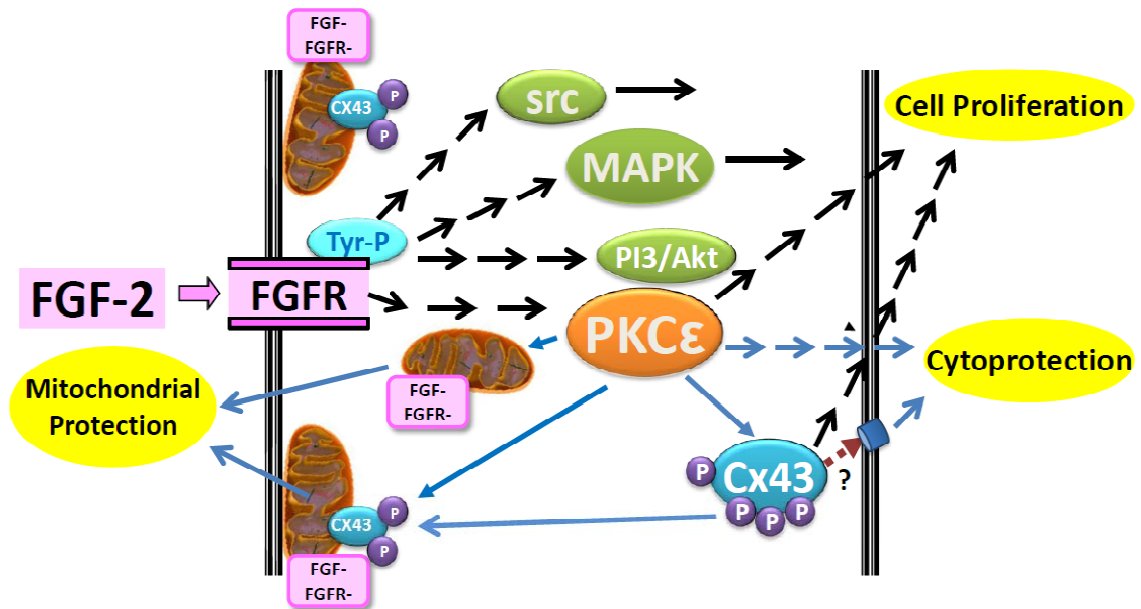 FGF-
FGFR-
CX43
P
P
src
Cell Proliferation
MAPK
Tyr-P
PI3/Akt
FGF-2
FGFR
PKCε
Cytoprotection
Mitochondrial
Protection
FGF-
FGFR-
P
Cx43
?
P
P
P
CX43
P
P
FGF-
FGFR-